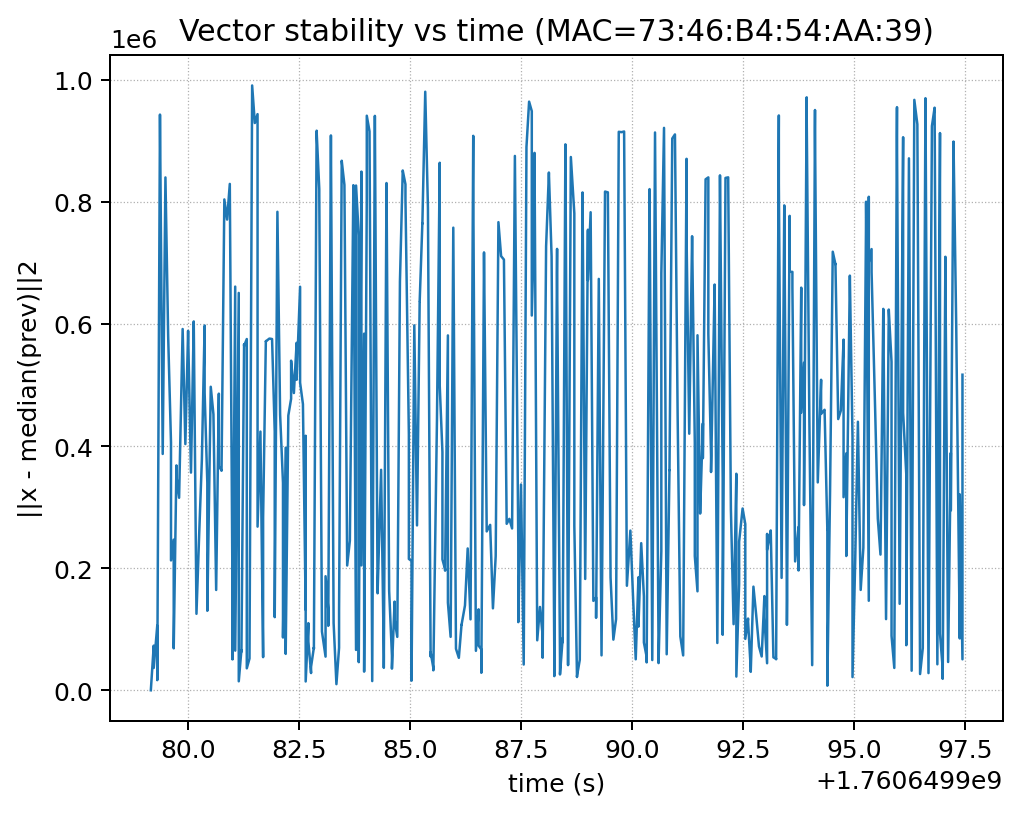 Vector stability vs time (MAC=73:46:B4:54:AA:39)
1e6
1.0
0.8
0.6
0.4
0.2
0.0
||x - median(prev)||2
80.0 82.5 85.0 87.5 90.0 92.5 95.0 97.5
time (s)
+1.7606499e9